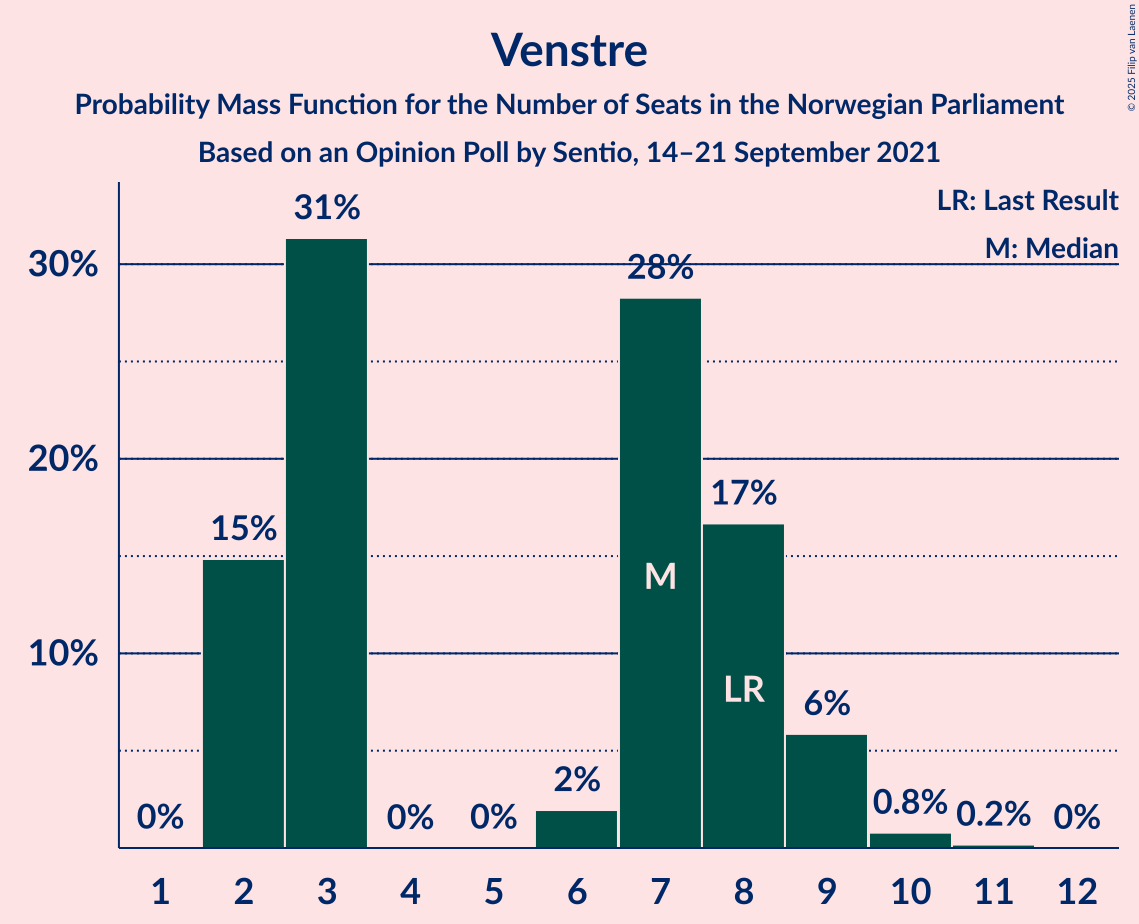 Venstre
Probability Mass Function for the Number of Seats in the Norwegian Parliament
Based on an Opinion Poll by Sentio, 14–21 September 2021
© 2025 Filip van Laenen
LR: Last Result
M: Median
30%
20%
10%
0%
15%
31%
0%
0%
2%
28%
17%
6%
0.8%
0.2%
0%
M
LR
1 2 3 4 5 6 7 8 9 10 11 12